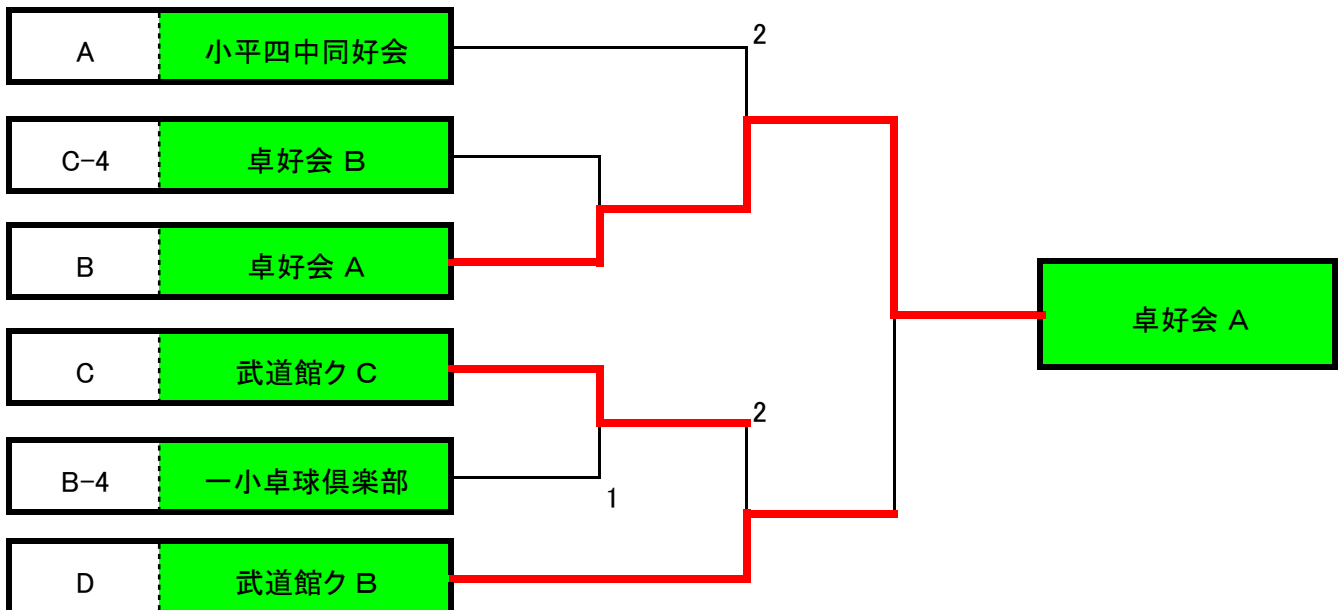 A 小平四中同好会
2
C-4 卓好会 B
B 卓好会 A
卓好会 A
C 武道館ク C
2
B-4 一小卓球倶楽部
1
D 武道館ク B